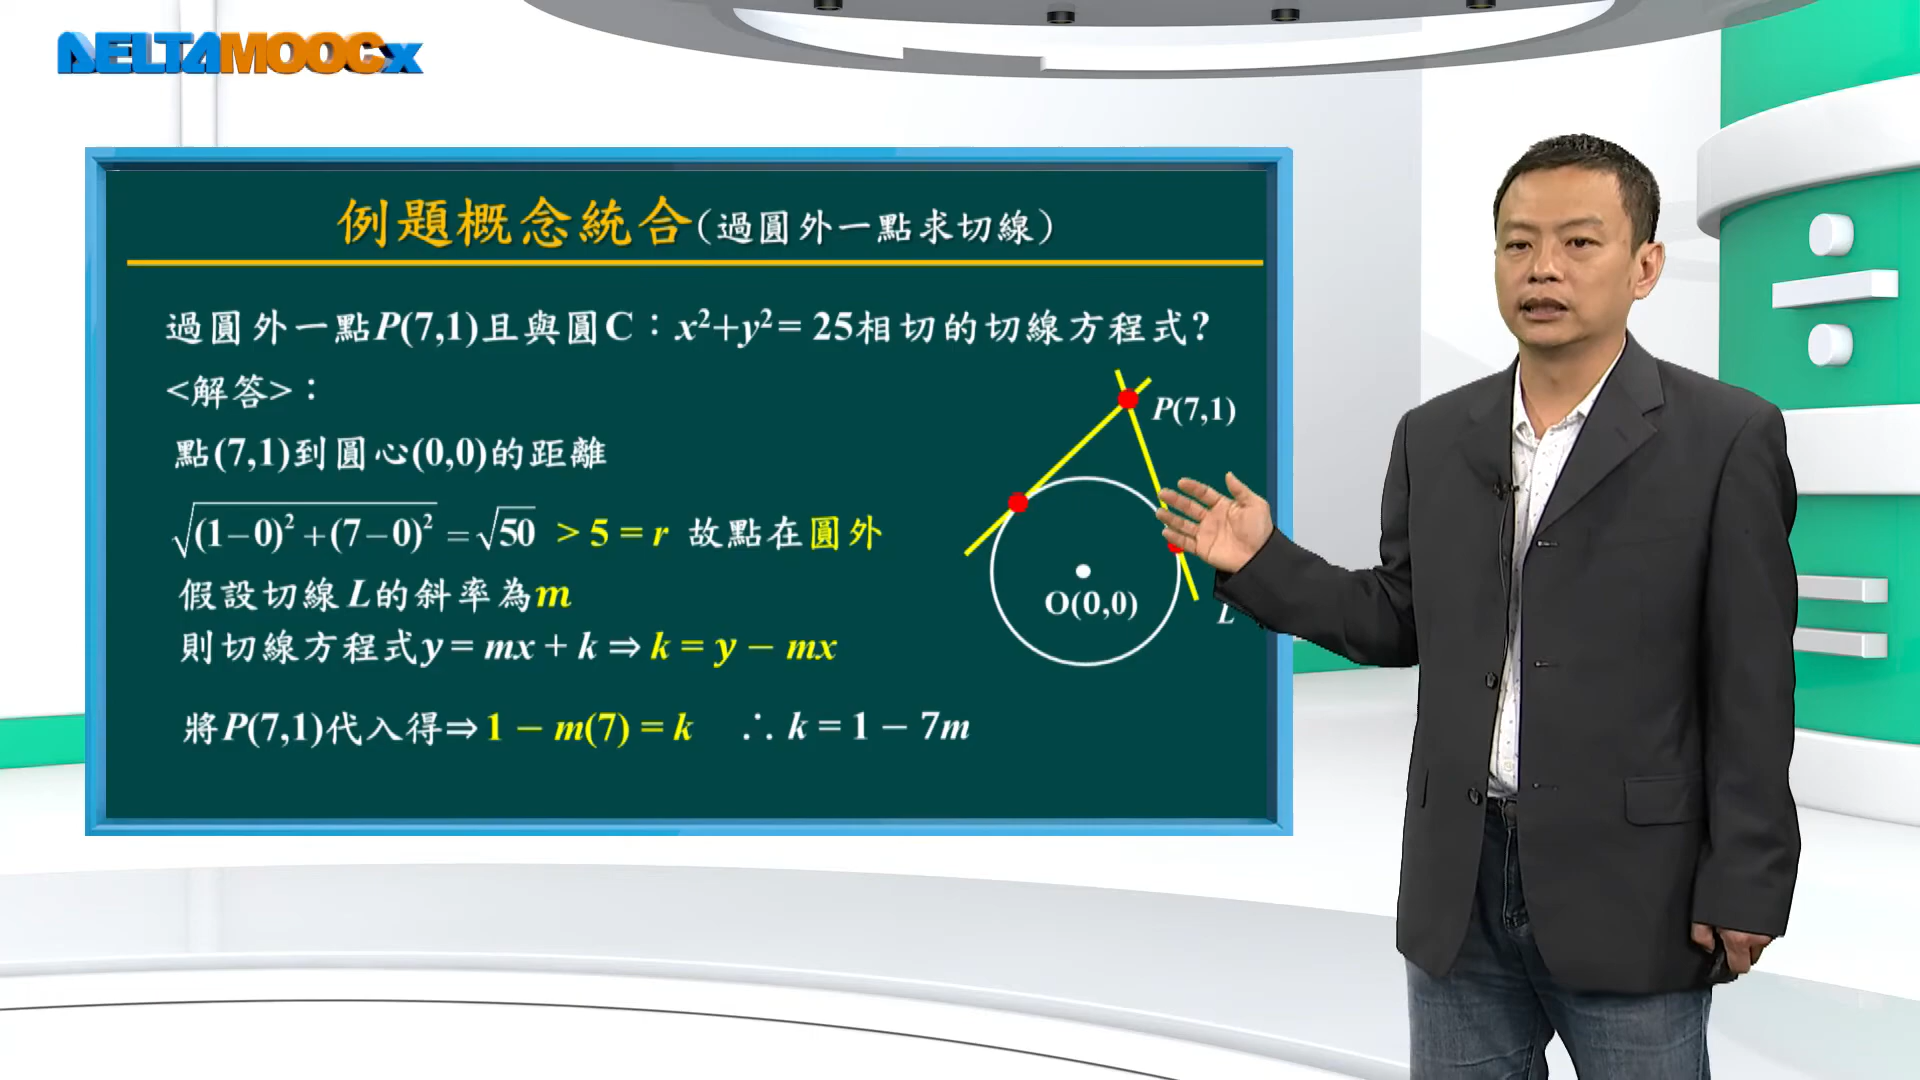 DELTAMOOCx
例題概念統合(過圓外一點求切線)
過圓外一點P(7,1)且與圓C：x²+y²= 25相切的切線方程式?
<解答>：
P(7,1)
點(7,1)到圓心(0,0)的距離
√(1−0)²+(7−0)² = √50 > 5 = r 故點在圓外
假設切線L的斜率為m
O(0,0)
L
則切線方程式y = mx + k ⇒ k = y − mx
將P(7,1)代入得⇒ 1 − m(7) = k ∴ k = 1 − 7m